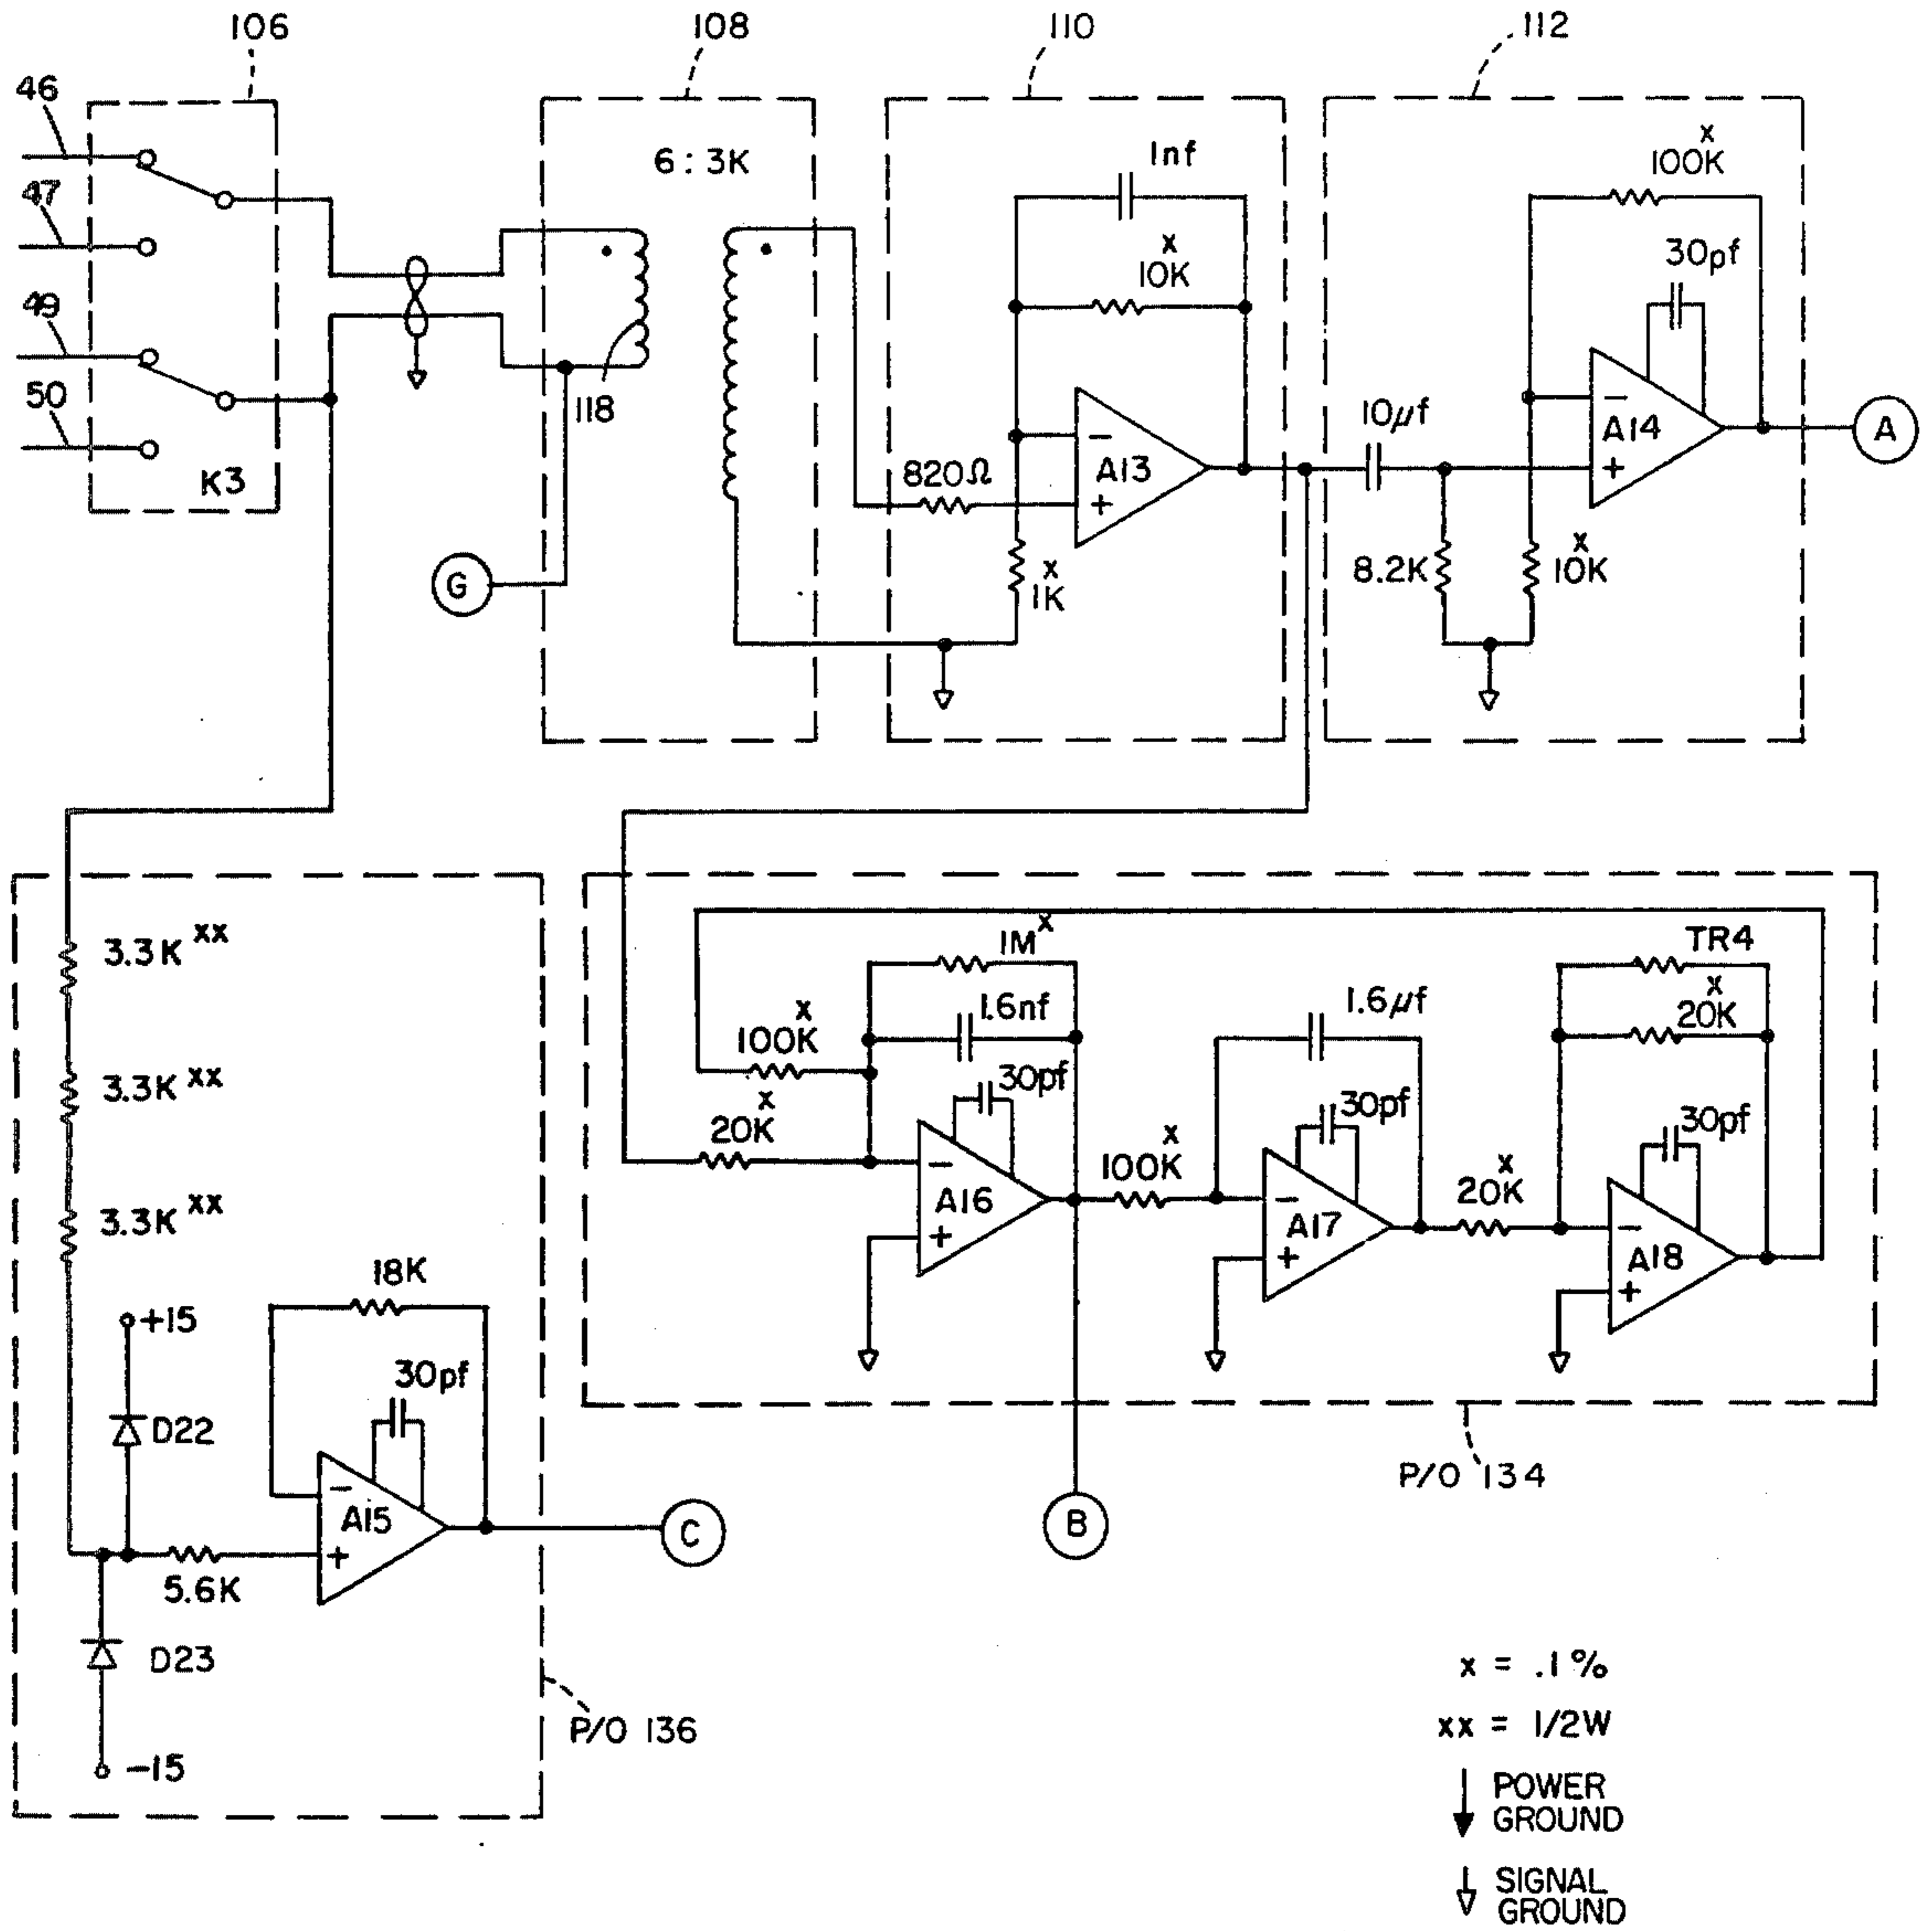 106
108
110
112
46
47
49
50
K3
6 : 3K
118
G
1nf
x
10K
820Ω
A13
−
+
x
1K
x
100K
30pf
10µf
A14
−
+
8.2K
x
10K
A
3.3K xx
3.3K xx
3.3K xx
+15
D22
D23
-15
18K
30pf
A15
−
+
5.6K
C
P/O 136
1M x
1.6nf
x
100K
30pf
x
20K
A16
−
+
x
100K
1.6µf
30pf
A17
−
+
x
20K
TR4
x
20K
30pf
A18
−
+
B
P/O 134
x = .1%
xx = 1/2W
POWER
GROUND
SIGNAL
GROUND